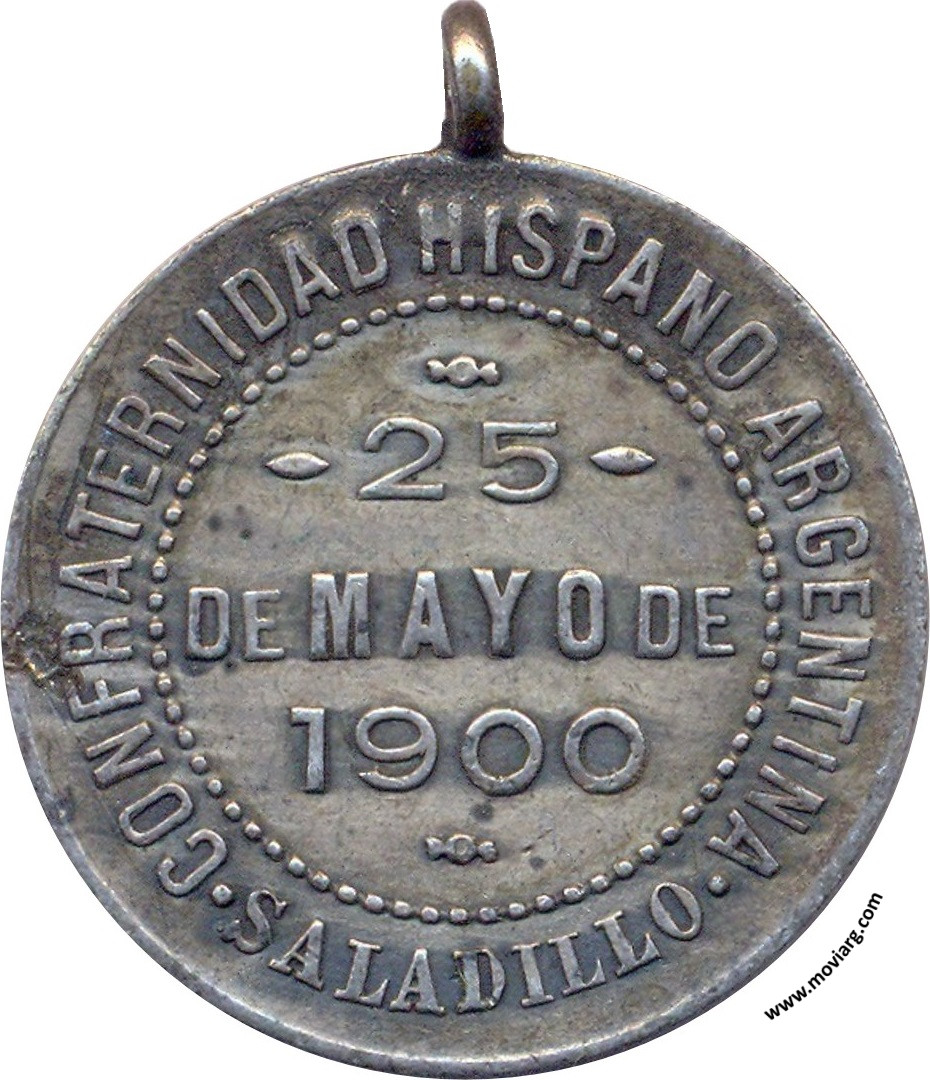 CONFRATERNIDAD HISPANO ARGENTINA
· SALADILLO ·
25
DE MAYO DE
1900
www.moviarg.com